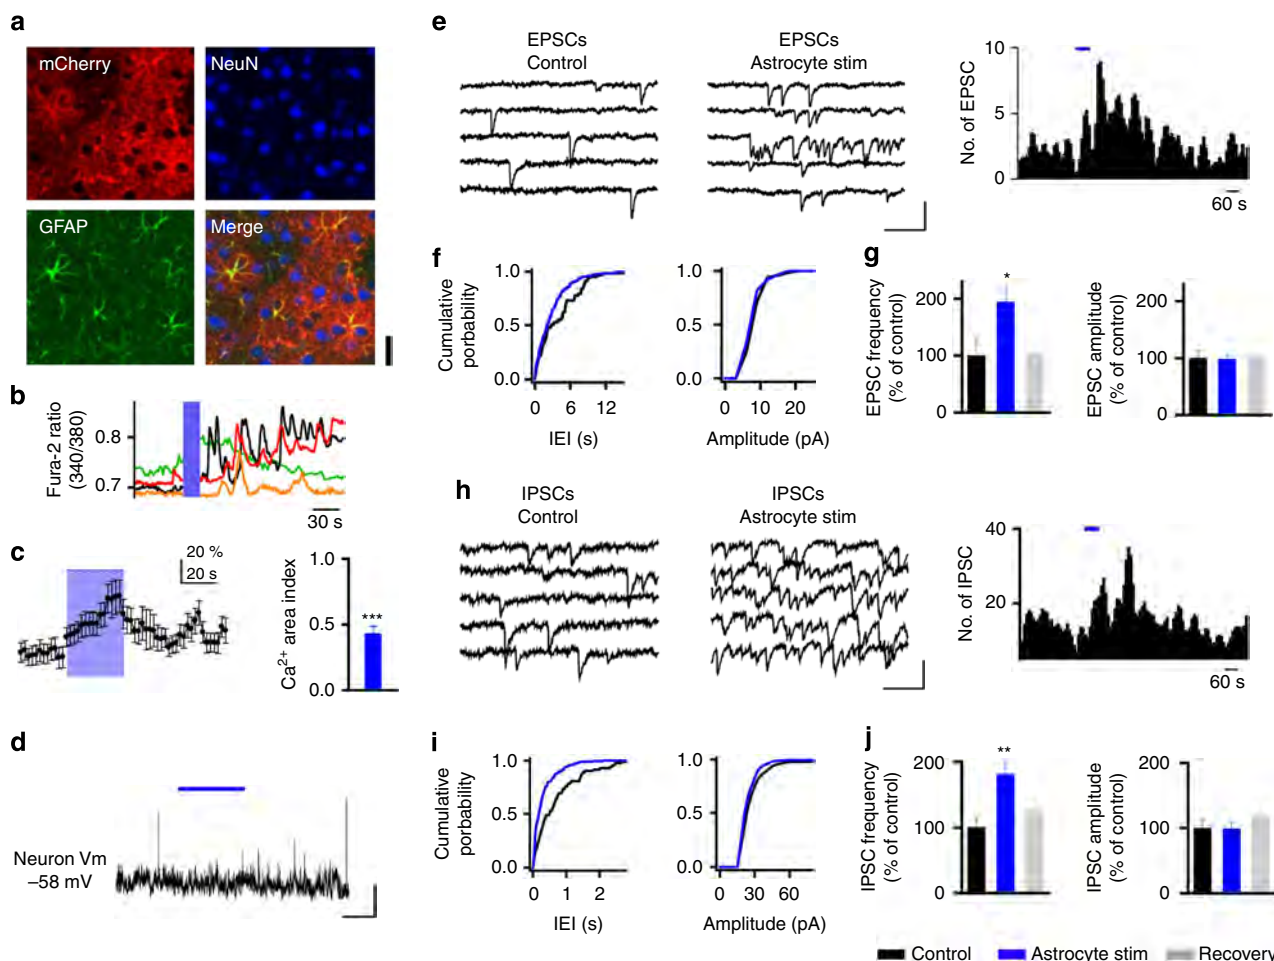 a
mCherry
NeuN
GFAP
Merge
b
Fura-2 ratio
(340/380)
0.8
0.7
30 s
c
20 %
20 s
Ca2+ area index
1.0
0.5
0.0
***
d
Neuron Vm
–58 mV
e
EPSCs
Control
EPSCs
Astrocyte stim
No. of EPSC
10
5
0
60 s
f
Cumulative
porbability
1.0
0.5
0.0
0 6 12
IEI (s)
1.0
0.5
0.0
0 10 20
Amplitude (pA)
g
EPSC frequency
(% of control)
200
100
0
*
EPSC amplitude
(% of control)
200
100
0
h
IPSCs
Control
IPSCs
Astrocyte stim
No. of IPSC
40
20
60 s
i
Cumulative
porbability
1.0
0.5
0.0
0 1 2
IEI (s)
1.0
0.5
0.0
0 30 60
Amplitude (pA)
j
IPSC frequency
(% of control)
200
100
0
**
IPSC amplitude
(% of control)
200
100
0
Control Astrocyte stim Recovery